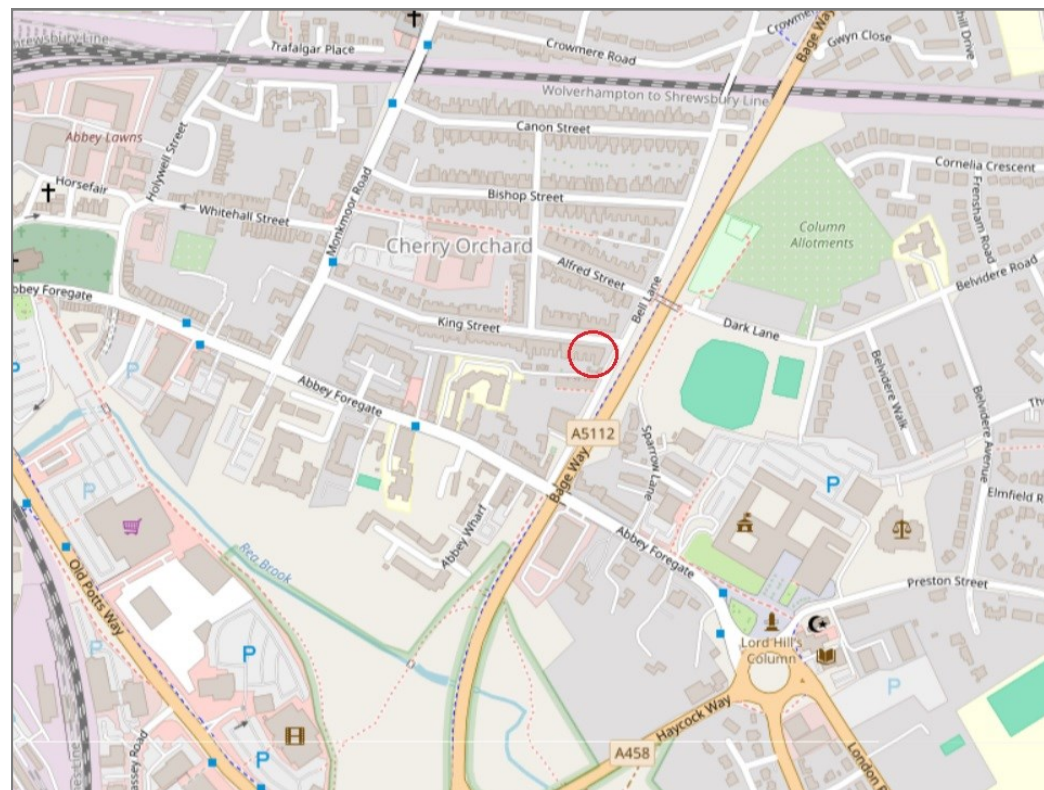 Shrewsbury Line
Trafalgar Place
Crowmere Road
Bage Way
Gwyn Close
Drive
Wolverhampton to Shrewsbury Line
Abbey Lawns
Holywell Street
Canon Street
Cornelia Crescent
Frensham Road
Horsefair
Bishop Street
Monkmoor Road
Whitehall Street
Cherry Orchard
Column
Allotments
Alfred Street
Belvidere Road
Abbey Foregate
Bell Lane
King Street
Dark Lane
P
P
Abbey Foregate
Belvidere Walk
Belvidere Avenue
A5112
Sparrow Lane
P
P
Bage Way
Elmfield R
Abbey Wharf
Abbey Foregate
Rea Brook
Old Potts Way
Preston Street
P
P
Lord Hill's
Column
P
P
Haycock Way
A458
London R
P